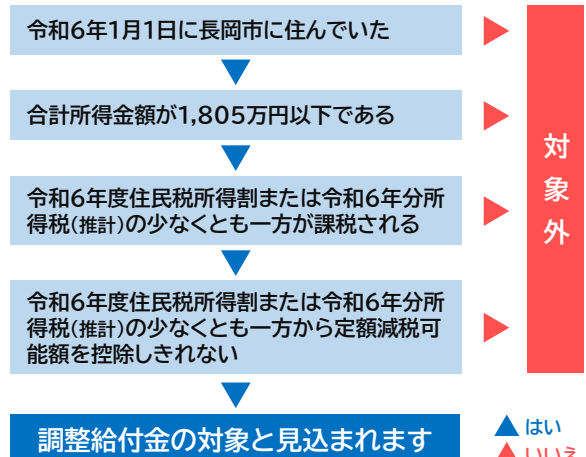 令和6年1月1日に長岡市に住んでいた
合計所得金額が1,805万円以下である
令和6年度住民税所得割または令和6年分所
得税(推計)の少なくとも一方が課税される
令和6年度住民税所得割または令和6年分所
得税(推計)の少なくとも一方から定額減税可
能額を控除しきれない
調整給付金の対象と見込まれます
対象外
はい
いいえ